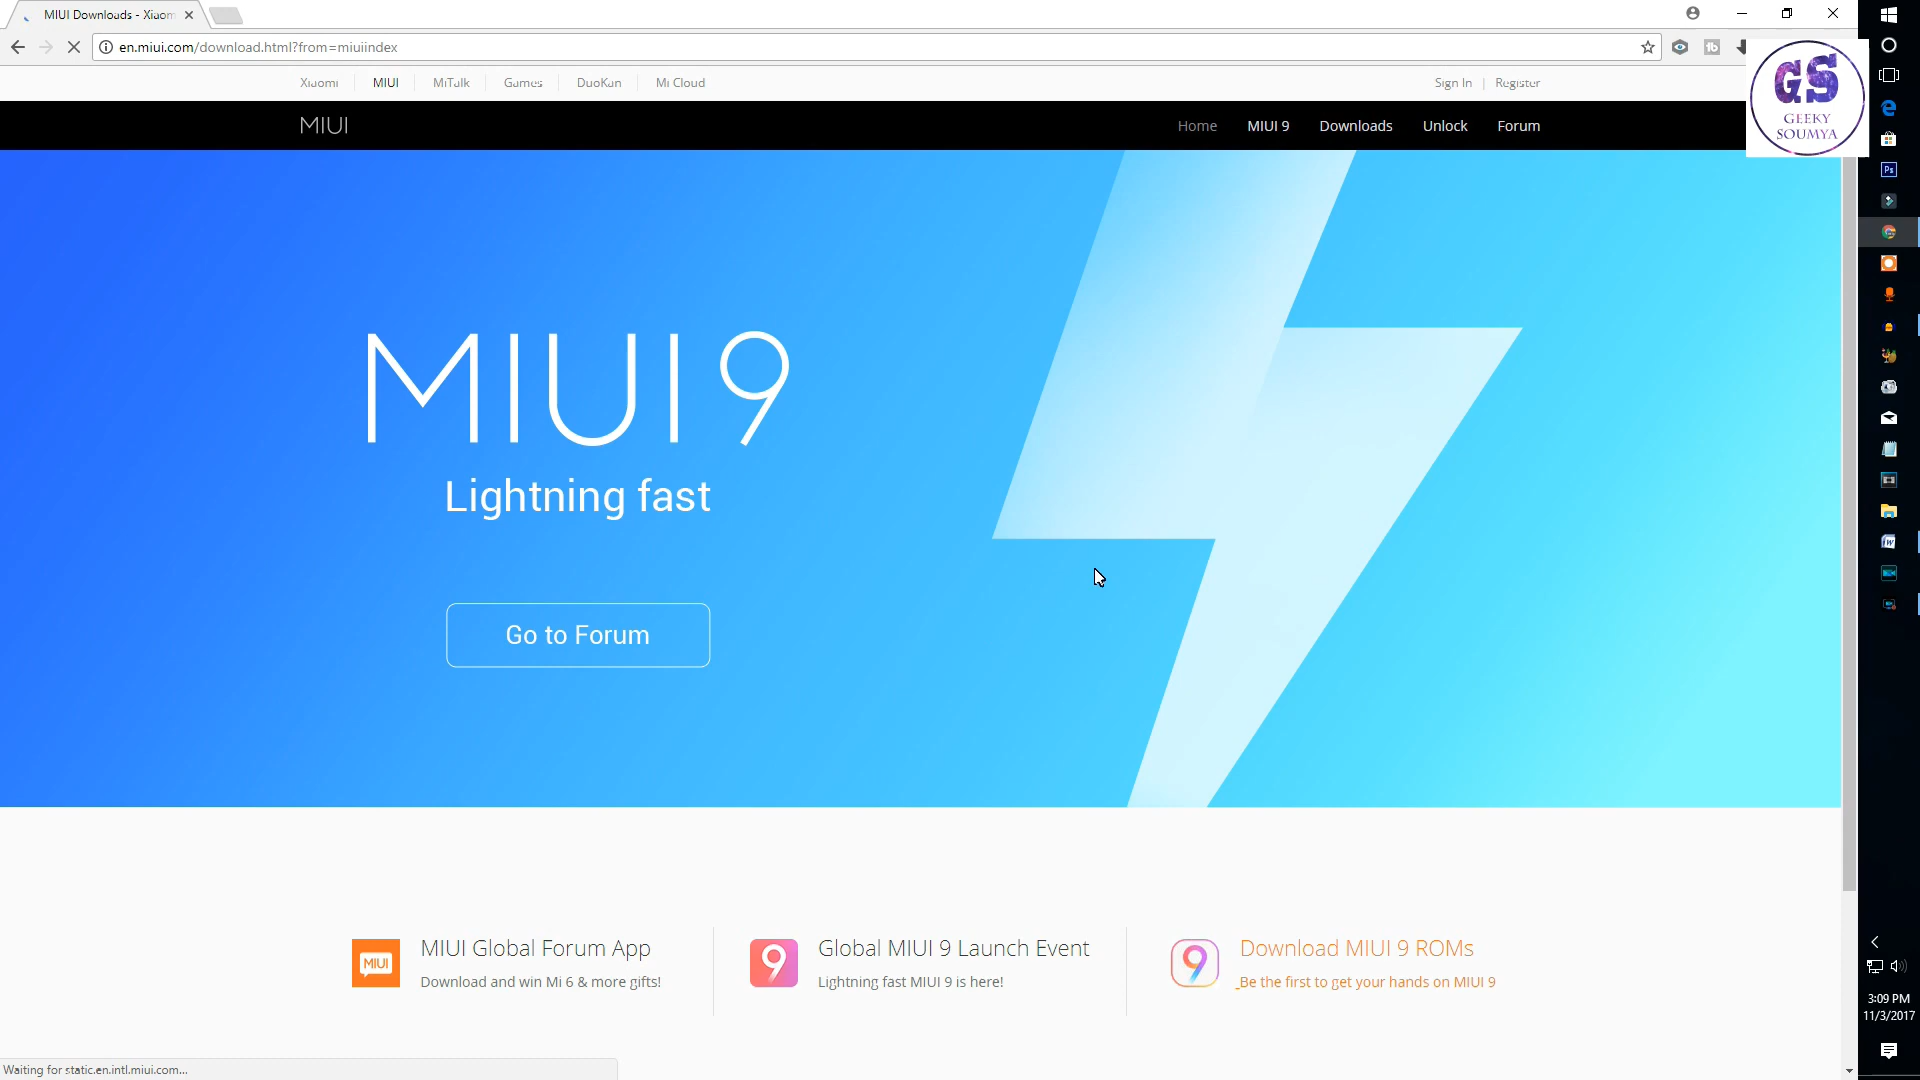 MIUI Downloads - Xiaom
en.miui.com/download.html?from=miuiindex
Xiaomi MIUI MiTalk Games DuoKan Mi Cloud Sign In | Register
MIUI Home MIUI 9 Downloads Unlock Forum
GS
GEEKY
SOUMYA
MIUI 9
Lightning fast
Go to Forum
MIUI
MIUI Global Forum App
Download and win Mi 6 & more gifts!
9
Global MIUI 9 Launch Event
Lightning fast MIUI 9 is here!
9
Download MIUI 9 ROMs
Be the first to get your hands on MIUI 9
Waiting for static.en.intl.miui.com...
Ps
3:09 PM
11/3/2017